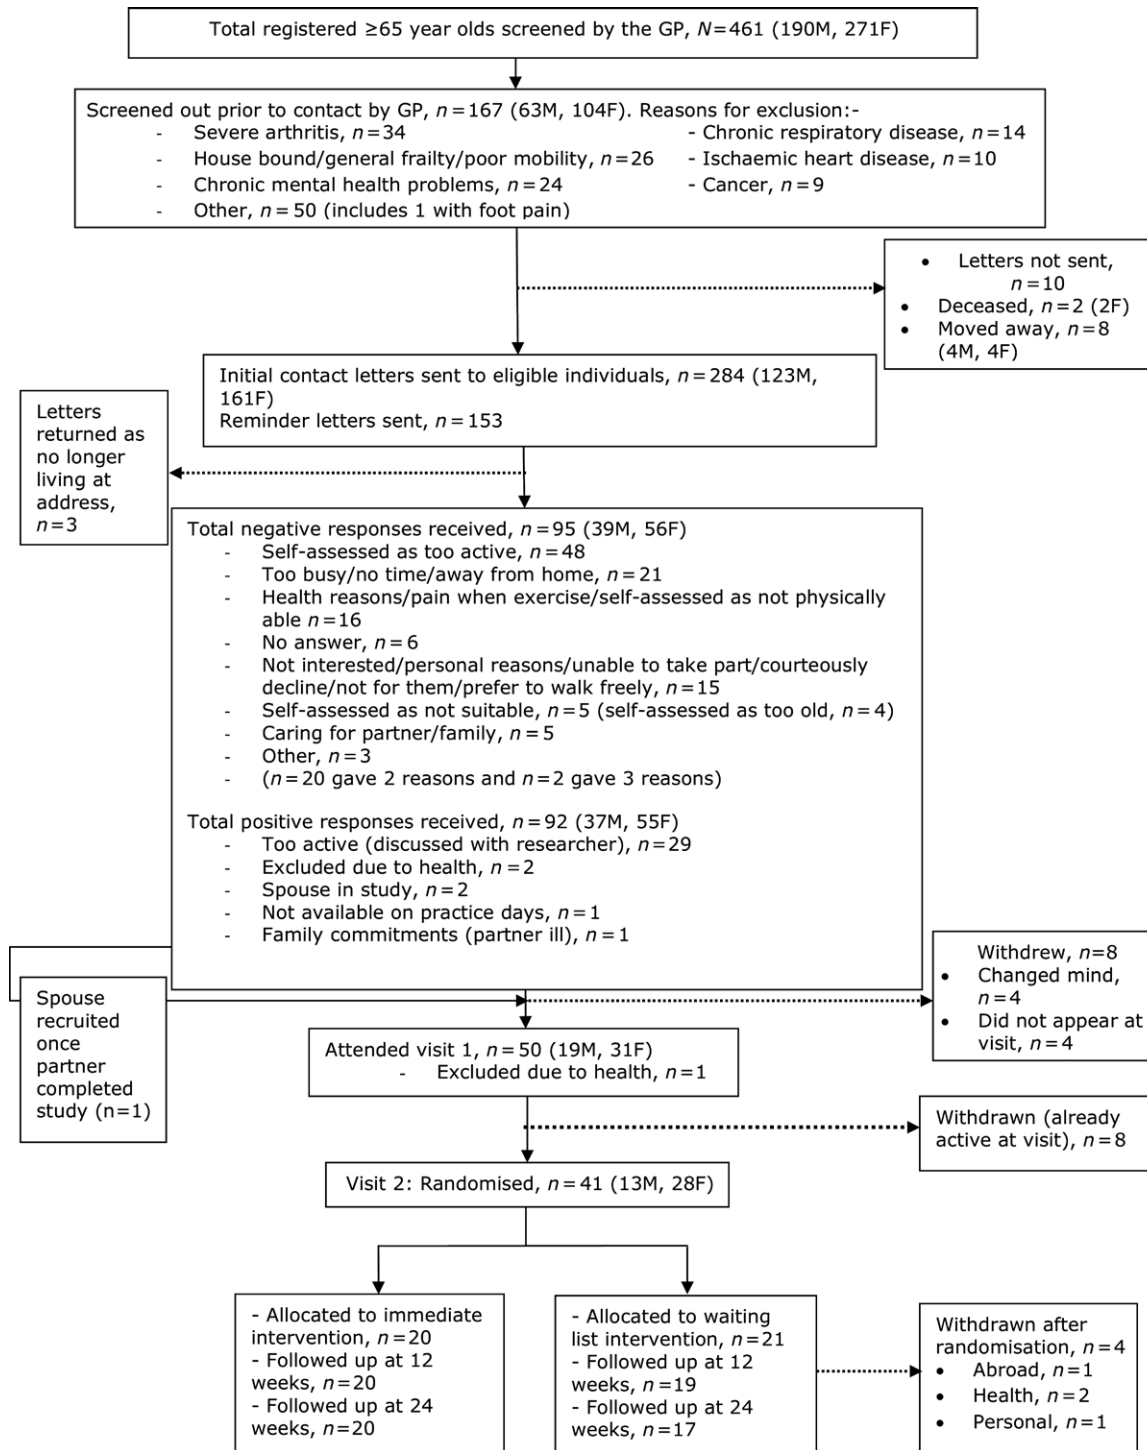 Total registered ≥65 year olds screened by the GP, N=461 (190M, 271F)
Screened out prior to contact by GP, n=167 (63M, 104F). Reasons for exclusion:-
- Severe arthritis, n=34
- House bound/general frailty/poor mobility, n=26
- Chronic mental health problems, n=24
- Other, n=50 (includes 1 with foot pain)
- Chronic respiratory disease, n=14
- Ischaemic heart disease, n=10
- Cancer, n=9
• Letters not sent,
n=10
• Deceased, n=2 (2F)
• Moved away, n=8
(4M, 4F)
Initial contact letters sent to eligible individuals, n=284 (123M,
161F)
Reminder letters sent, n=153
Letters
returned as
no longer
living at
address,
n=3
Total negative responses received, n=95 (39M, 56F)
- Self-assessed as too active, n=48
- Too busy/no time/away from home, n=21
- Health reasons/pain when exercise/self-assessed as not physically
able n=16
- No answer, n=6
- Not interested/personal reasons/unable to take part/courteously
decline/not for them/prefer to walk freely, n=15
- Self-assessed as not suitable, n=5 (self-assessed as too old, n=4)
- Caring for partner/family, n=5
- Other, n=3
- (n=20 gave 2 reasons and n=2 gave 3 reasons)
Total positive responses received, n=92 (37M, 55F)
- Too active (discussed with researcher), n=29
- Excluded due to health, n=2
- Spouse in study, n=2
- Not available on practice days, n=1
- Family commitments (partner ill), n=1
Withdrew, n=8
• Changed mind,
n=4
• Did not appear at
visit, n=4
Spouse
recruited
once
partner
completed
study (n=1)
Attended visit 1, n=50 (19M, 31F)
- Excluded due to health, n=1
Withdrawn (already
active at visit), n=8
Visit 2: Randomised, n=41 (13M, 28F)
- Allocated to immediate
intervention, n=20
- Followed up at 12
weeks, n=20
- Followed up at 24
weeks, n=20
- Allocated to waiting
list intervention, n=21
- Followed up at 12
weeks, n=19
- Followed up at 24
weeks, n=17
Withdrawn after
randomisation, n=4
• Abroad, n=1
• Health, n=2
• Personal, n=1